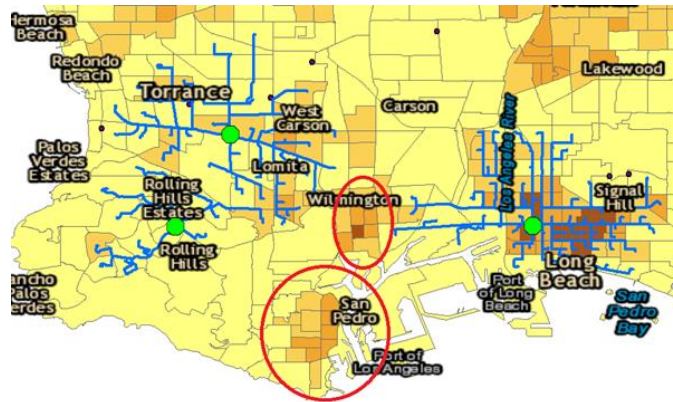 Hermosa
Beach
Redondo
Beach
Torrance
West
Carson
Carson
Lakewood
Los Angeles River
Palos
Verdes
Estates
Lomita
Rolling
Hills
Estates
Wilmington
Signal
Hill
Rolling
Hills
Long
Beach
Port
of Long
Beach
ancho
Palos
erdes
San
Pedro
San
Pedro
Bay
Port of
Los Angeles